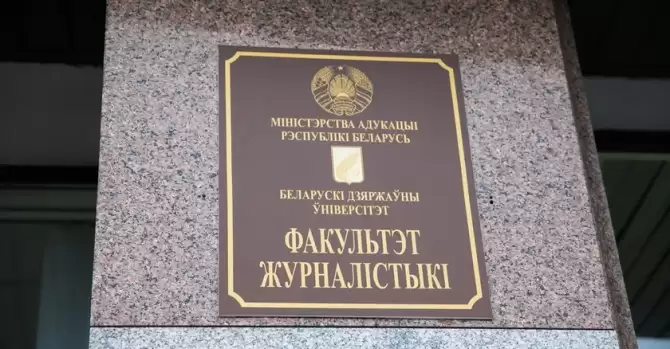 МІНІСТЭРСТВА АДУКАЦЫІ
РЭСПУБЛІКІ БЕЛАРУСЬ
БЕЛАРУСКІ ДЗЯРЖАЎНЫ
ЎНІВЕРСІТЭТ
ФАКУЛЬТЭТ
ЖУРНАЛІСТЫКІ